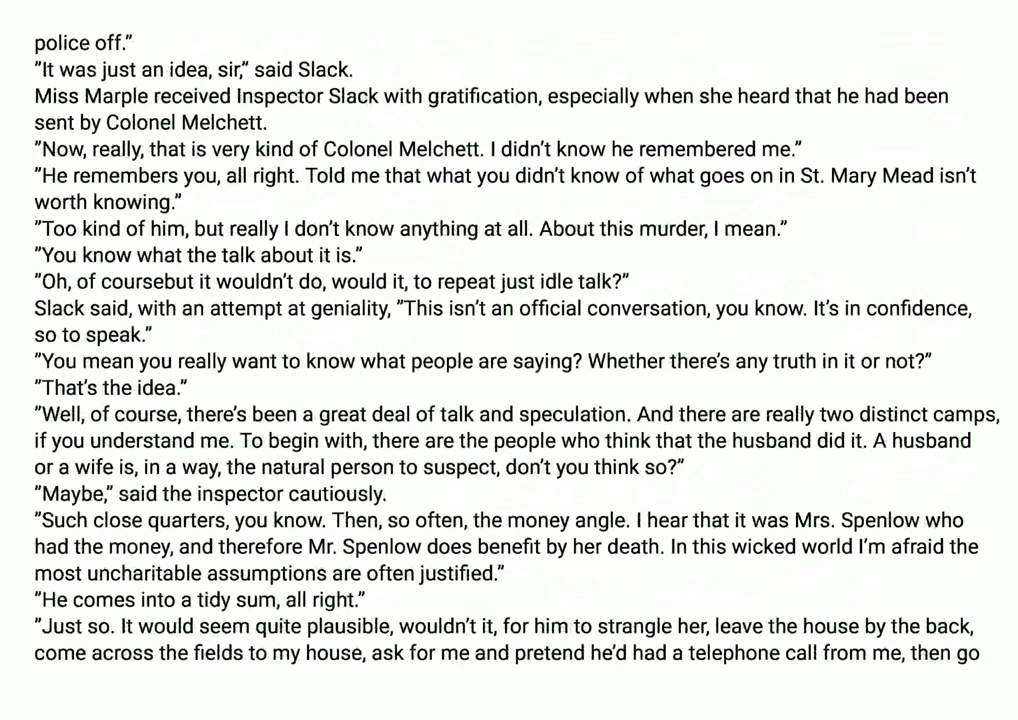 police off.”
”It was just an idea, sir,” said Slack.
Miss Marple received Inspector Slack with gratification, especially when she heard that he had been
sent by Colonel Melchett.
”Now, really, that is very kind of Colonel Melchett. I didn’t know he remembered me.”
”He remembers you, all right. Told me that what you didn’t know of what goes on in St. Mary Mead isn’t
worth knowing.”
”Too kind of him, but really I don’t know anything at all. About this murder, I mean.”
”You know what the talk about it is.”
”Oh, of coursebut it wouldn’t do, would it, to repeat just idle talk?”
Slack said, with an attempt at geniality, ”This isn’t an official conversation, you know. It’s in confidence,
so to speak.”
”You mean you really want to know what people are saying? Whether there’s any truth in it or not?”
”That’s the idea.”
”Well, of course, there’s been a great deal of talk and speculation. And there are really two distinct camps,
if you understand me. To begin with, there are the people who think that the husband did it. A husband
or a wife is, in a way, the natural person to suspect, don’t you think so?”
”Maybe,” said the inspector cautiously.
”Such close quarters, you know. Then, so often, the money angle. I hear that it was Mrs. Spenlow who
had the money, and therefore Mr. Spenlow does benefit by her death. In this wicked world I’m afraid the
most uncharitable assumptions are often justified.”
”He comes into a tidy sum, all right.”
”Just so. It would seem quite plausible, wouldn’t it, for him to strangle her, leave the house by the back,
come across the fields to my house, ask for me and pretend he’d had a telephone call from me, then go